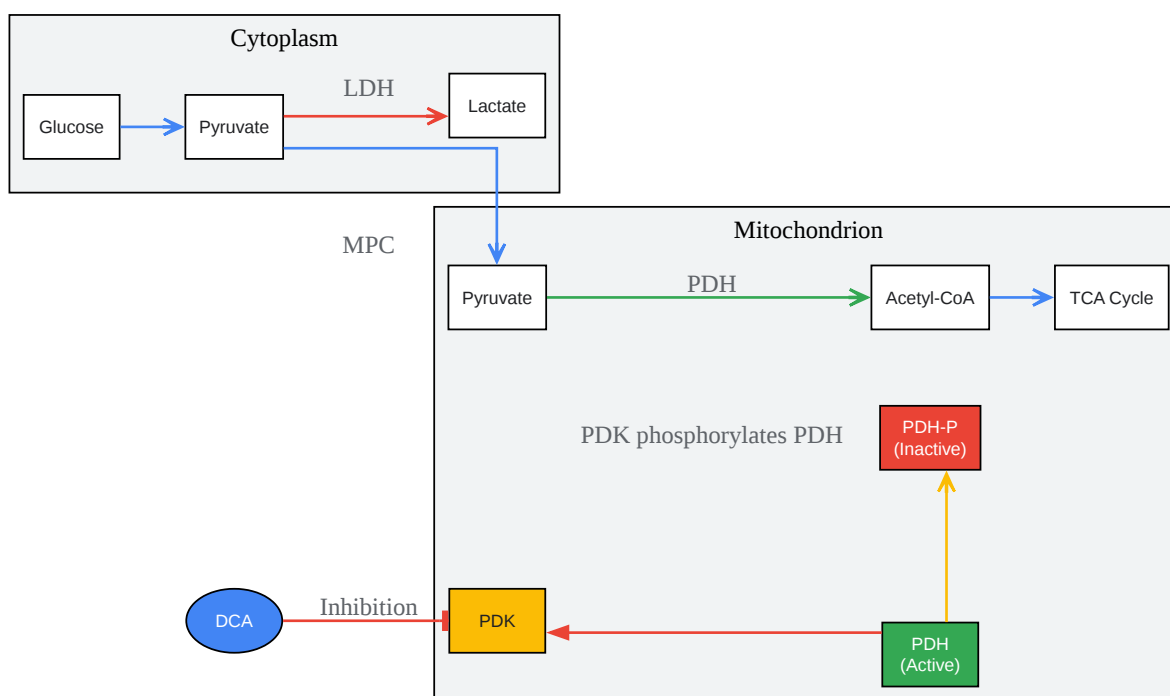 Cytoplasm
LDH
Glucose
Pyruvate
Lactate
MPC
Mitochondrion
Pyruvate
PDH
Acetyl-CoA
TCA Cycle
PDK phosphorylates PDH
PDH-P
(Inactive)
DCA
Inhibition
PDK
PDH
(Active)